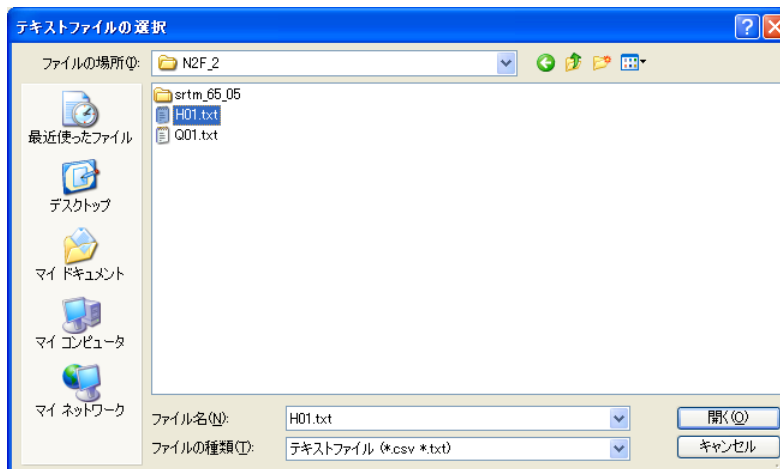 テキストファイルの選択
ファイルの場所(I):
N2F_2
srtm_65_05
H01.txt
Q01.txt
最近使ったファイル
デスクトップ
マイ ドキュメント
マイ コンピュータ
マイ ネットワーク
ファイル名(N):
H01.txt
開く(O)
ファイルの種類(T):
テキストファイル (*.csv *.txt)
キャンセル